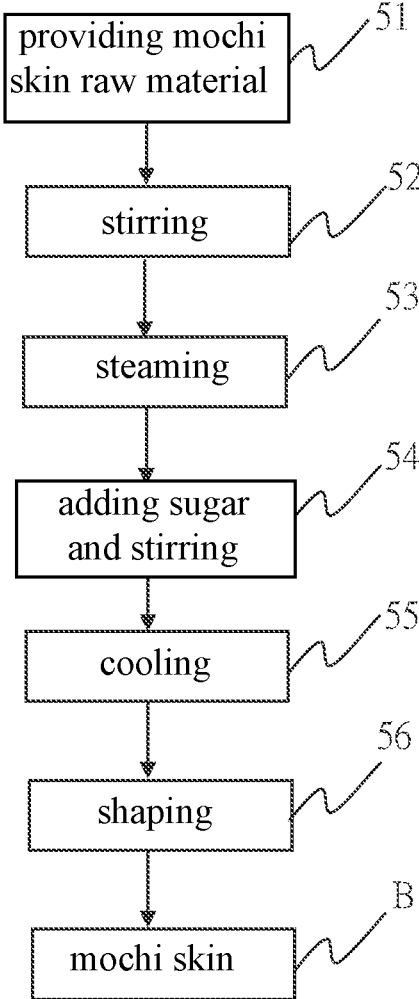 providing mochi
skin raw material
51
stirring
52
steaming
53
adding sugar
and stirring
54
cooling
55
shaping
56
mochi skin
B